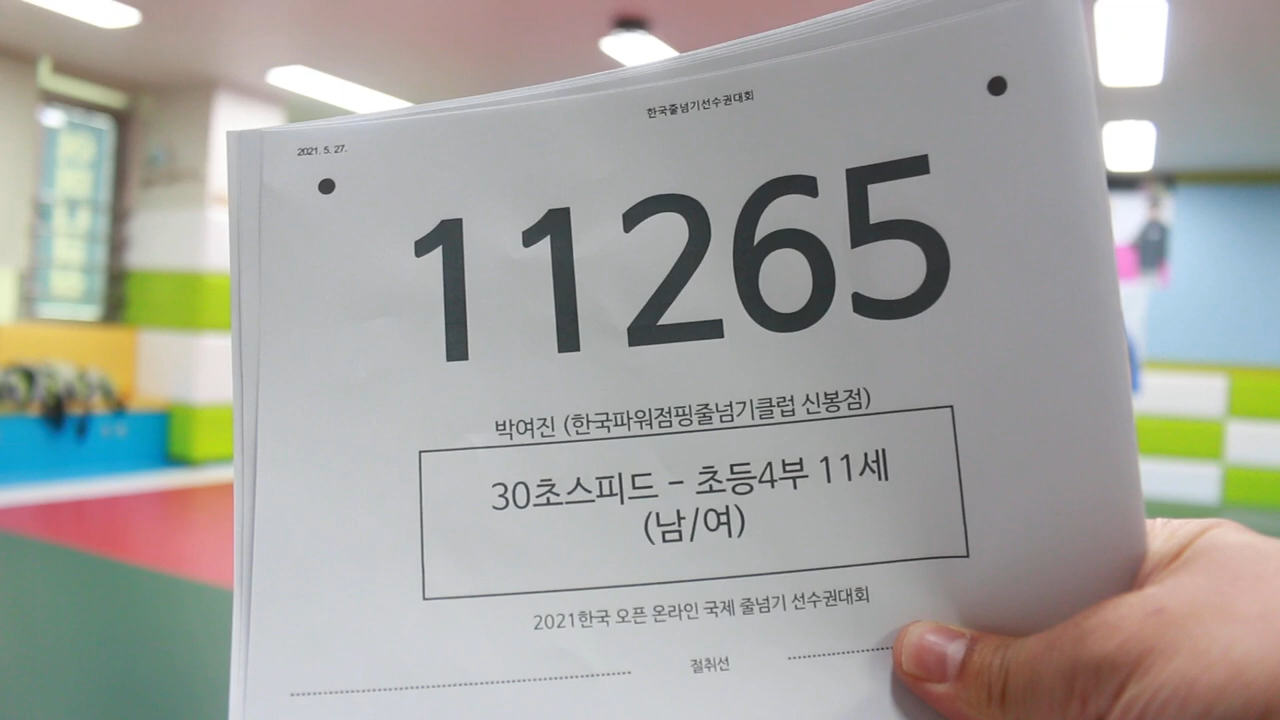 한국줄넘기선수권대회
2021. 5. 27.
11265
박여진 (한국파워점핑줄넘기클럽 신봉점)
30초스피드 - 초등4부 11세
(남/여)
2021한국 오픈 온라인 국제 줄넘기 선수권대회
절취선